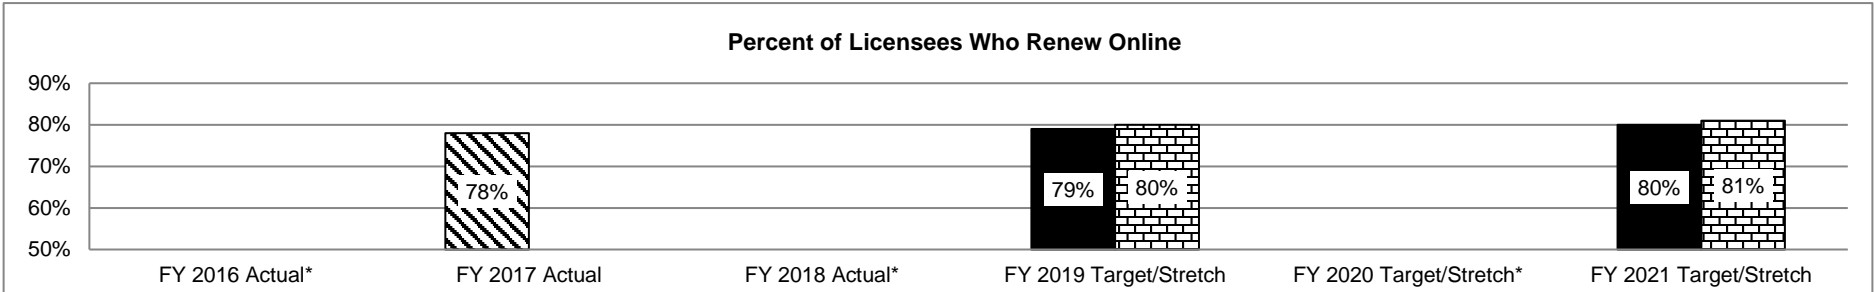 Percent of Licensees Who Renew Online
90%
80%
70%
60%
50%
78%
79%
80%
80%
81%
FY 2016 Actual*
FY 2017 Actual
FY 2018 Actual*
FY 2019 Target/Stretch
FY 2020 Target/Stretch*
FY 2021 Target/Stretch